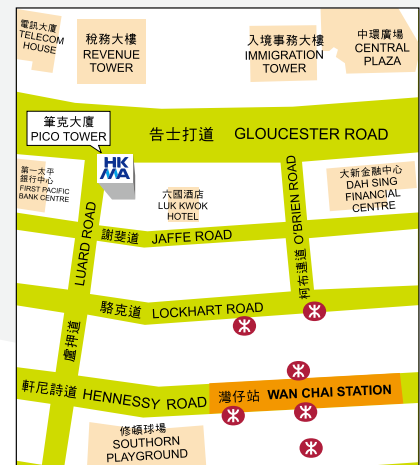 電訊大廈
TELECOM
HOUSE
稅務大樓
REVENUE
TOWER
入境事務大樓
IMMIGRATION
TOWER
中環廣場
CENTRAL
PLAZA
筆克大廈
PICO TOWER
告士打道 GLOUCESTER ROAD
HK
MA
第一太平
銀行中心
FIRST PACIFIC
BANK CENTRE
六國酒店
LUK KWOK
HOTEL
大新金融中心
DAH SING
FINANCIAL
CENTRE
柯布連道 O'BRIEN ROAD
盧押道 LUARD ROAD
謝斐道 JAFFE ROAD
駱克道 LOCKHART ROAD
軒尼詩道 HENNESSY ROAD
灣仔站 WAN CHAI STATION
修頓球場
SOUTHORN
PLAYGROUND